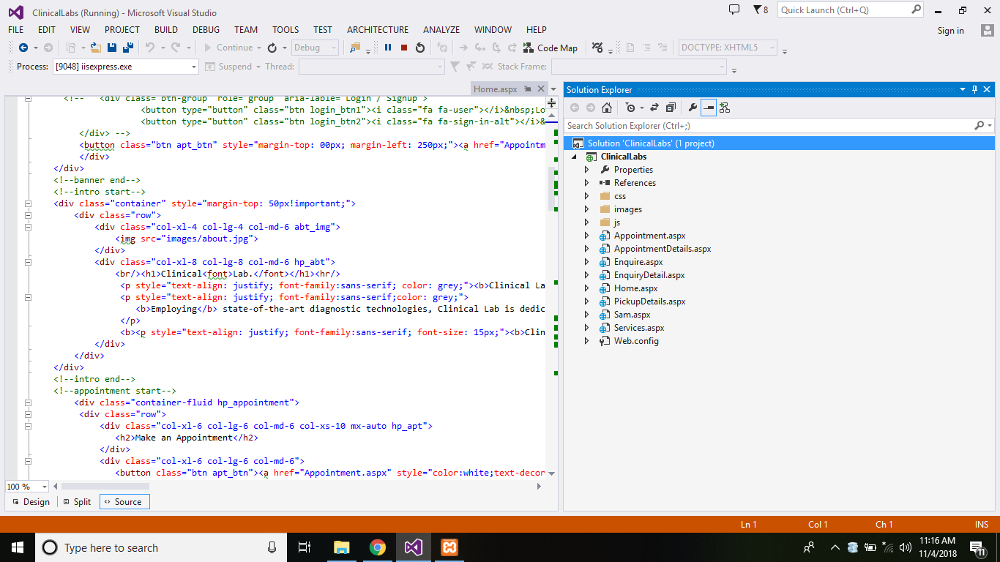 ClinicalLabs (Running) - Microsoft Visual Studio
8
Quick Launch (Ctrl+Q)
FILE EDIT VIEW PROJECT BUILD DEBUG TEAM TOOLS TEST ARCHITECTURE ANALYZE WINDOW HELP
Sign in
Continue Debug Code Map DOCTYPE: XHTML5
Process: [9048] iisexpress.exe Suspend Thread: Stack Frame:
Home.aspx
<!-- <div class="btn-group" role="group" aria-lable="Login / Signup">
<button type="button" class="btn login_btn1"><i class="fa fa-user"></i>&nbsp;Lo
<button type="button" class="btn login_btn2"><i class="fa fa-sign-in-alt"></i>&
</div> -->
<button class="btn apt_btn" style="margin-top: 00px; margin-left: 250px;"><a href="Appointm
</div>
</div>
<!--banner end-->
<!--intro start-->
<div class="container" style="margin-top: 50px!important;">
<div class="row">
<div class="col-xl-4 col-lg-4 col-md-6 abt_img">
<img src="images/about.jpg">
</div>
<div class="col-xl-8 col-lg-8 col-md-6 hp_abt">
<br/><h1>Clinical<font>Lab.</font></h1><hr/>
<p style="text-align: justify; font-family:sans-serif; color: grey;"><b>Clinical La
<p style="text-align: justify; font-family:sans-serif;color: grey;">
<b>Employing</b> state-of-the-art diagnostic technologies, Clinical Lab is dedic
</p>
<b><p style="text-align: justify; font-family:sans-serif; font-size: 15px;"><b>Clin
</div>
</div>
</div>
<!--intro end-->
<!--appointment start-->
<div class="container-fluid hp_appointment">
<div class="row">
<div class="col-xl-6 col-lg-6 col-md-6 col-xs-10 mx-auto hp_apt">
<h2>Make an Appointment</h2>
</div>
<div class="col-xl-6 col-lg-6 col-md-6">
<button class="btn apt_btn"><a href="Appointment.aspx" style="color:white;text-decor
100 %
Design Split Source
Solution Explorer
Search Solution Explorer (Ctrl+;)
Solution 'ClinicalLabs' (1 project)
ClinicalLabs
Properties
References
css
images
js
Appointment.aspx
AppointmentDetails.aspx
Enquire.aspx
EnquiryDetail.aspx
Home.aspx
PickupDetails.aspx
Sam.aspx
Services.aspx
Web.config
Ln 1 Col 1 Ch 1 INS
Type here to search
11:16 AM
11/4/2018
11